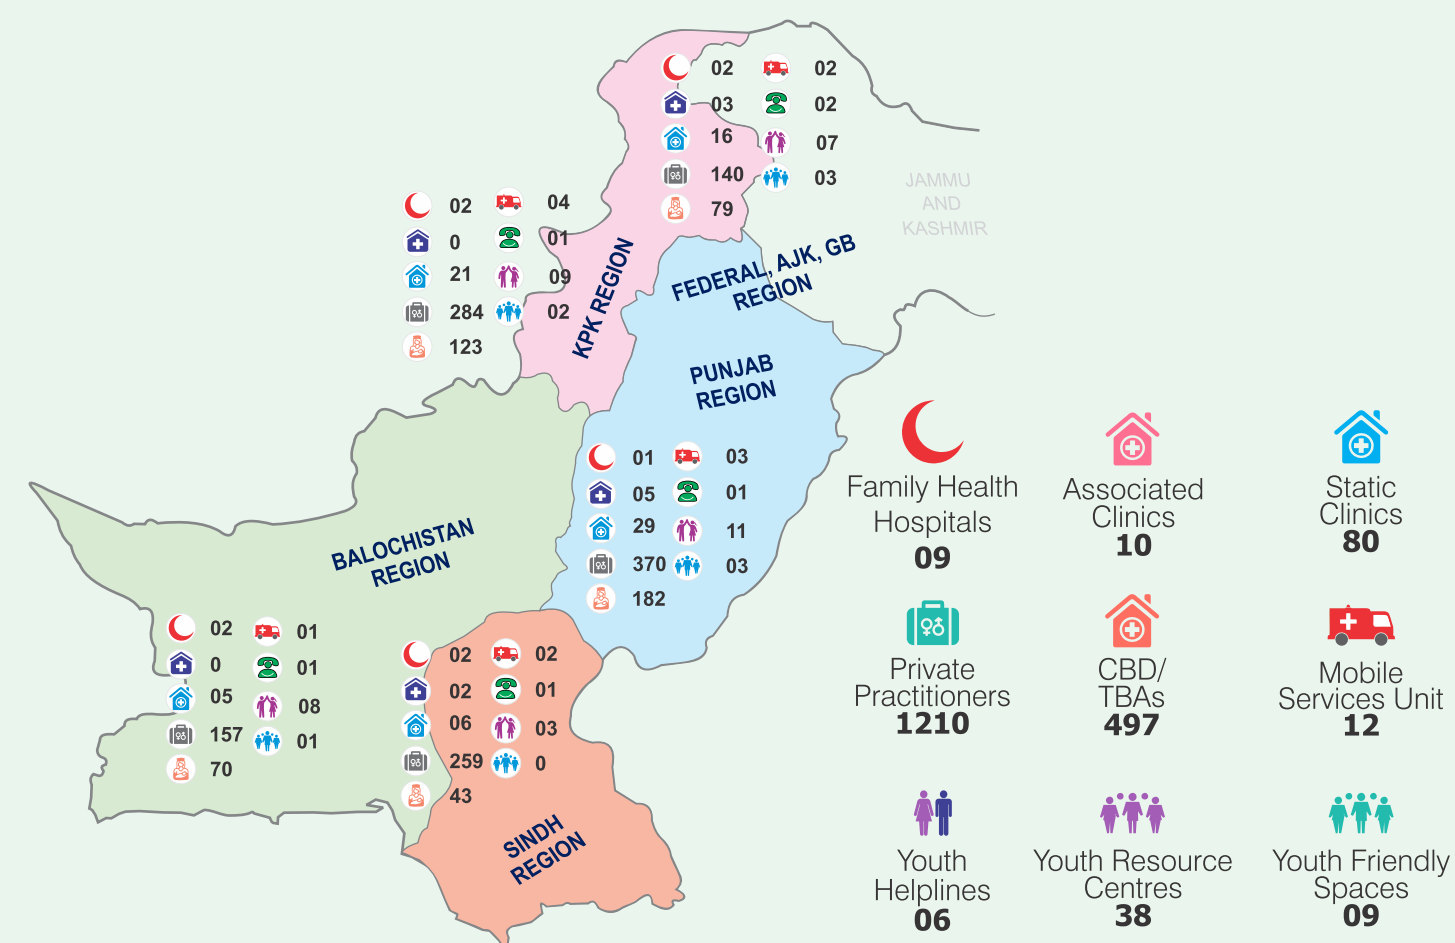 02 02
03 02
16 07
140 03
79
JAMMU
AND
KASHMIR
02 04
0 01
21 09
284 02
123
KPK REGION
FEDERAL, AJK, GB
REGION
PUNJAB
REGION
01 03
05 01
29 11
370 03
182
BALOCHISTAN
REGION
02 01
0 01
05 08
157 01
70
02 02
02 01
06 03
259 0
43
SINDH
REGION
Family Health
Hospitals
09
Associated
Clinics
10
Static
Clinics
80
Private
Practitioners
1210
CBD/
TBAs
497
Mobile
Services Unit
12
Youth
Helplines
06
Youth Resource
Centres
38
Youth Friendly
Spaces
09